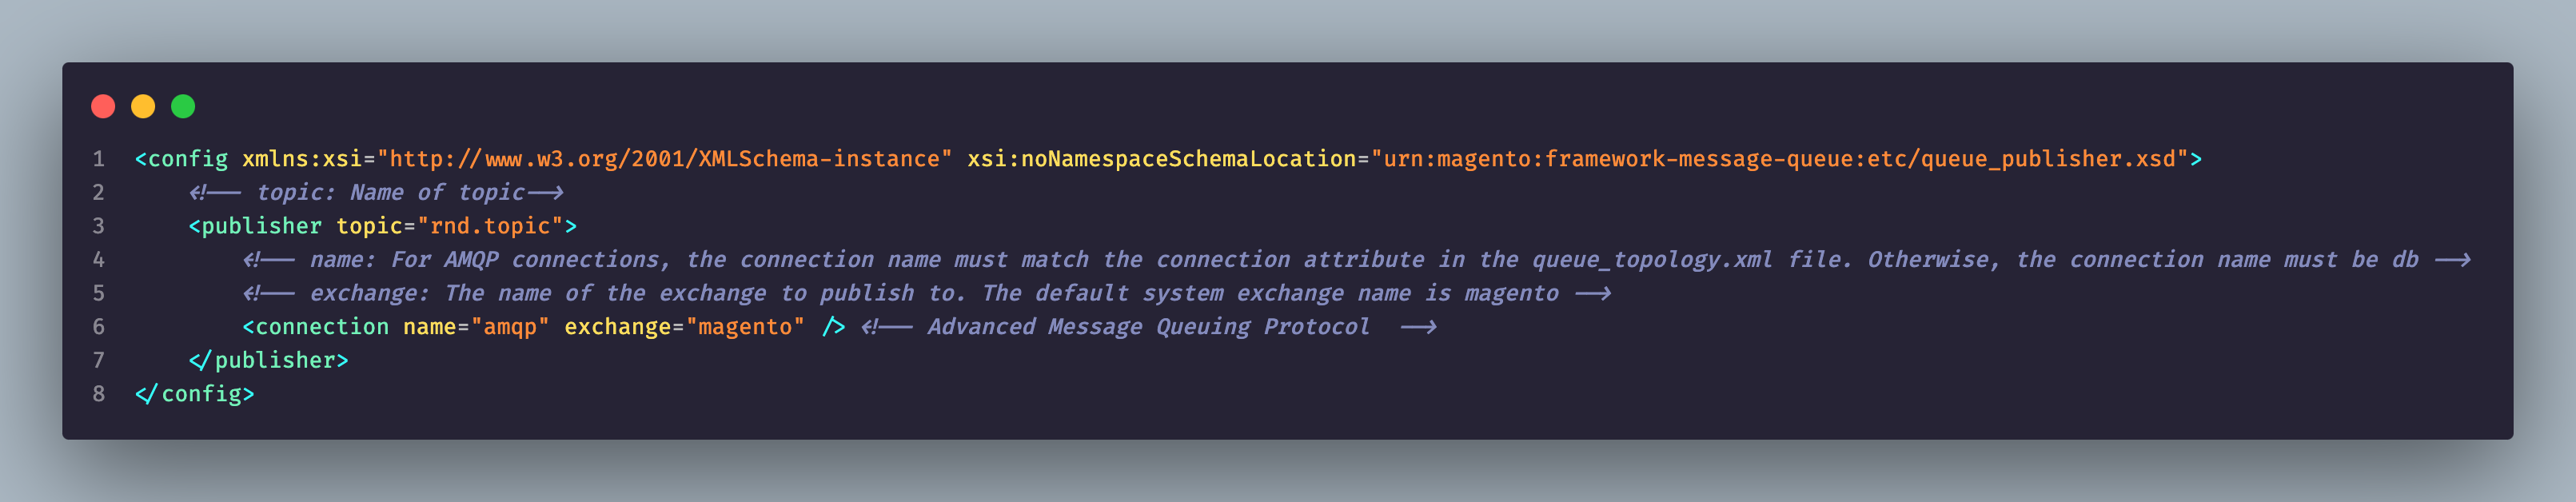 1 <config xmlns:xsi="http://www.w3.org/2001/XMLSchema-instance" xsi:noNamespaceSchemaLocation="urn:magento:framework-message-queue:etc/queue_publisher.xsd">
2     <!-- topic: Name of topic-->
3     <publisher topic="rnd.topic">
4         <!-- name: For AMQP connections, the connection name must match the connection attribute in the queue_topology.xml file. Otherwise, the connection name must be db -->
5         <!-- exchange: The name of the exchange to publish to. The default system exchange name is magento -->
6         <connection name="amqp" exchange="magento" /> <!-- Advanced Message Queuing Protocol  -->
7     </publisher>
8 </config>